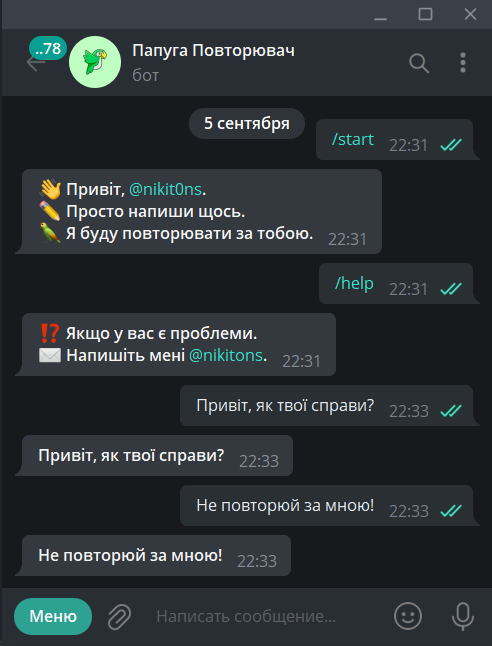 ..78
Папуга Повторювач
бот
5 сентября
/start 22:31
👋 Привіт, @nikit0ns.
✏️ Просто напиши щось.
🦜 Я буду повторювати за тобою. 22:31
/help 22:31
⁉️ Якщо у вас є проблеми.
✉️ Напишіть мені @nikitons. 22:31
Привіт, як твої справи? 22:33
Привіт, як твої справи? 22:33
Не повторюй за мною! 22:33
Не повторюй за мною! 22:33
Меню
Написать сообщение...